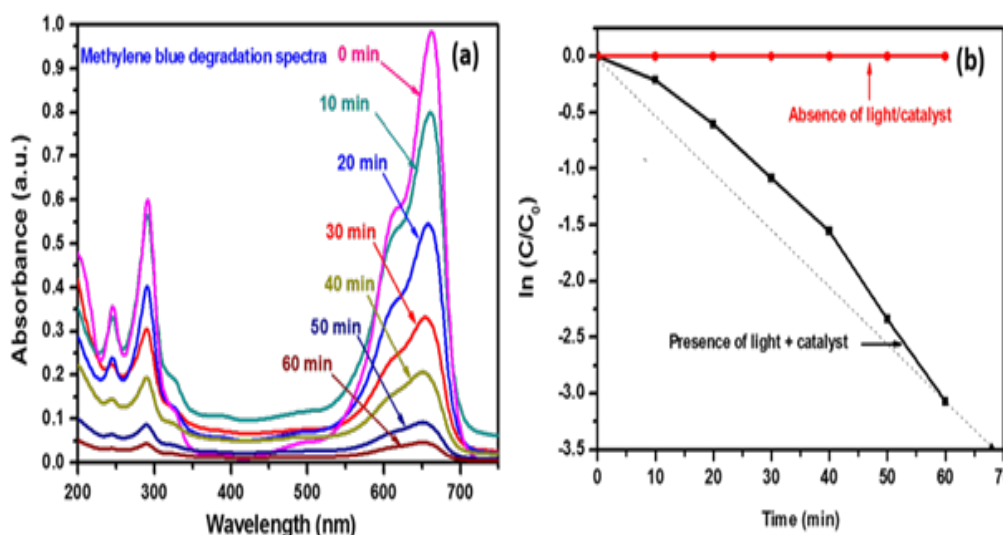 Methylene blue degradation spectra
(a)
0 min
10 min
20 min
30 min
40 min
50 min
60 min
1.0
0.9
0.8
0.7
0.6
0.5
0.4
0.3
0.2
0.1
0.0
Absorbance (a.u.)
200 300 400 500 600 700
Wavelength (nm)
(b)
Absence of light/catalyst
Presence of light + catalyst
0.0
-0.5
-1.0
-1.5
-2.0
-2.5
-3.0
-3.5
ln (C/Co)
0 10 20 30 40 50 60 70
Time (min)